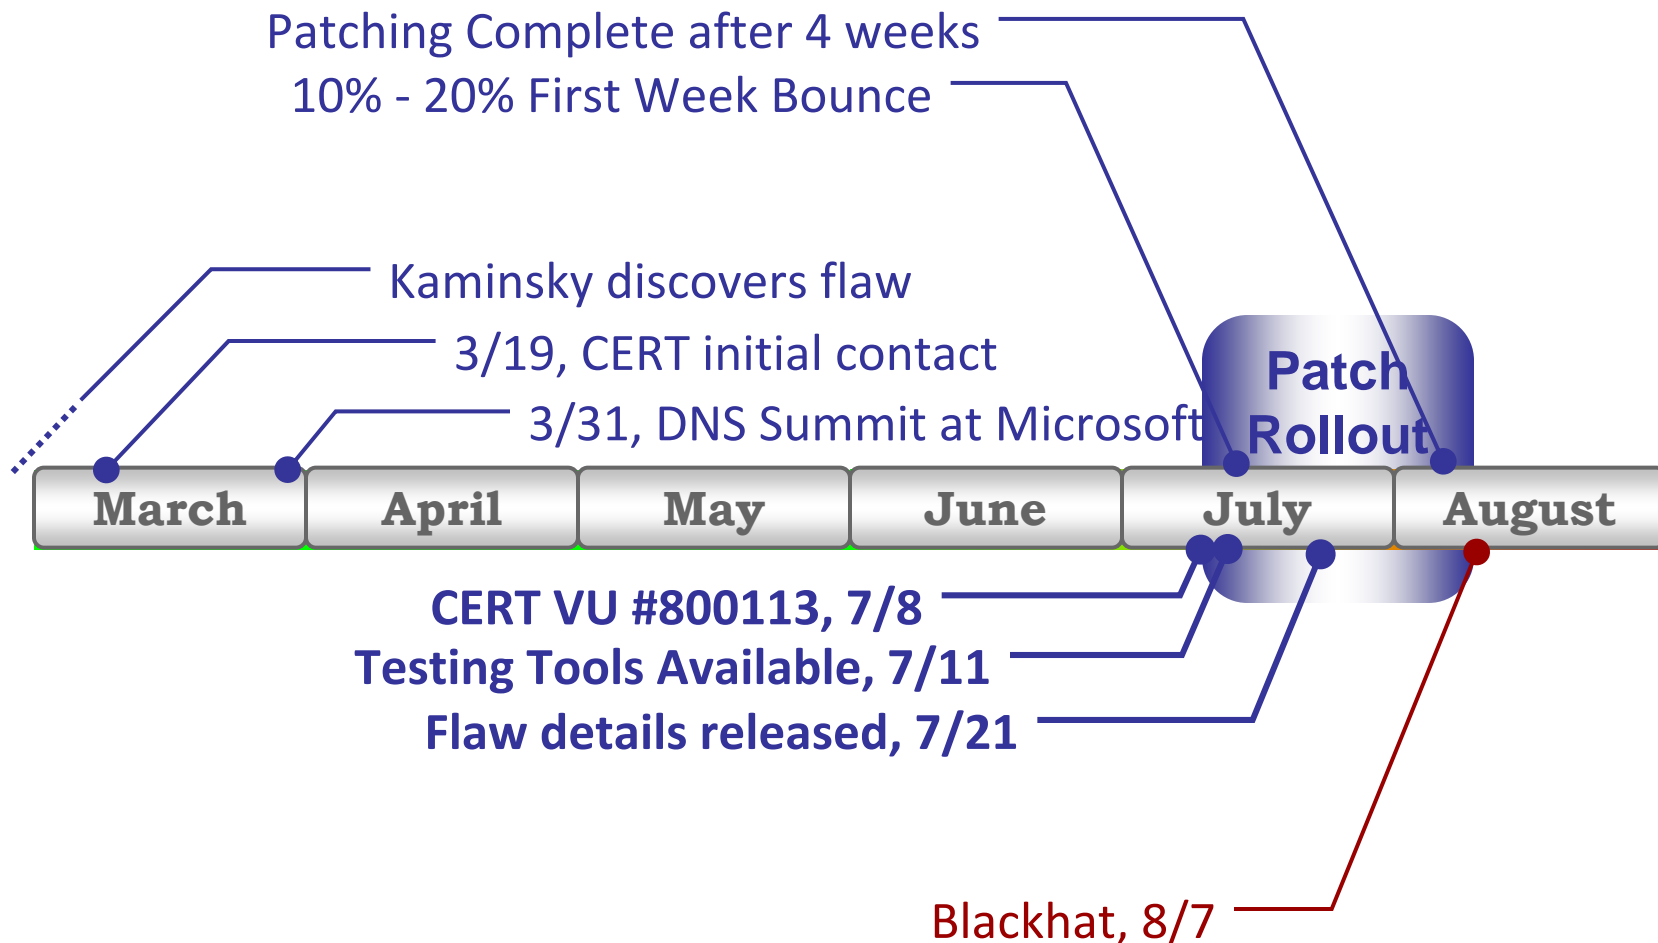 Patching Complete after 4 weeks
10% - 20% First Week Bounce
Kaminsky discovers flaw
3/19, CERT initial contact
3/31, DNS Summit at Microsoft
Patch
Rollout
March
April
May
June
July
August
CERT VU #800113, 7/8
Testing Tools Available, 7/11
Flaw details released, 7/21
Blackhat, 8/7